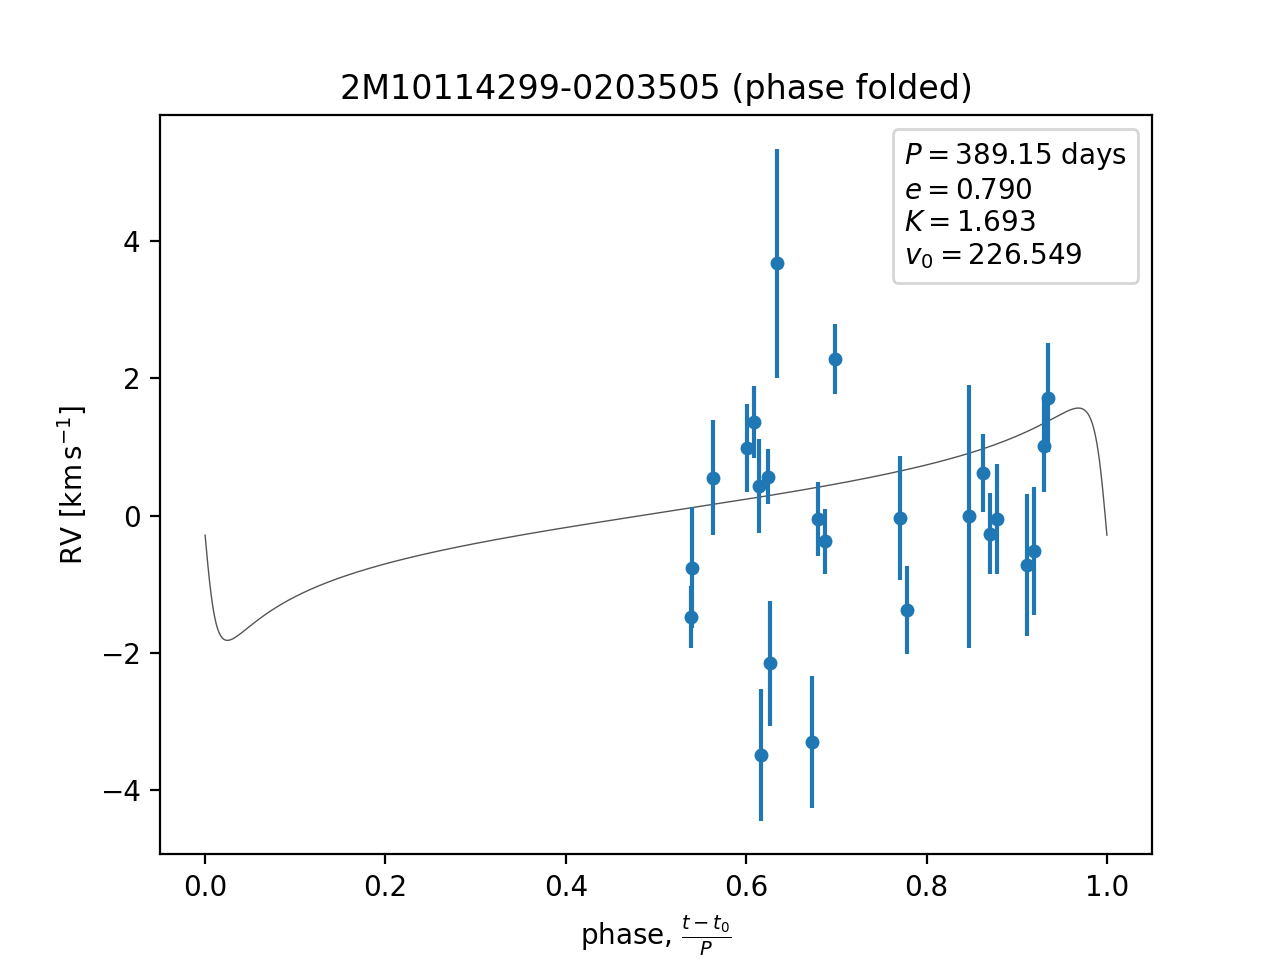 2M10114299-0203505 (phase folded)
P = 389.15 days
e = 0.790
K = 1.693
v₀ = 226.549
RV [km s⁻¹]
4
2
0
−2
−4
0.0 0.2 0.4 0.6 0.8 1.0
phase, (t − t₀)/P